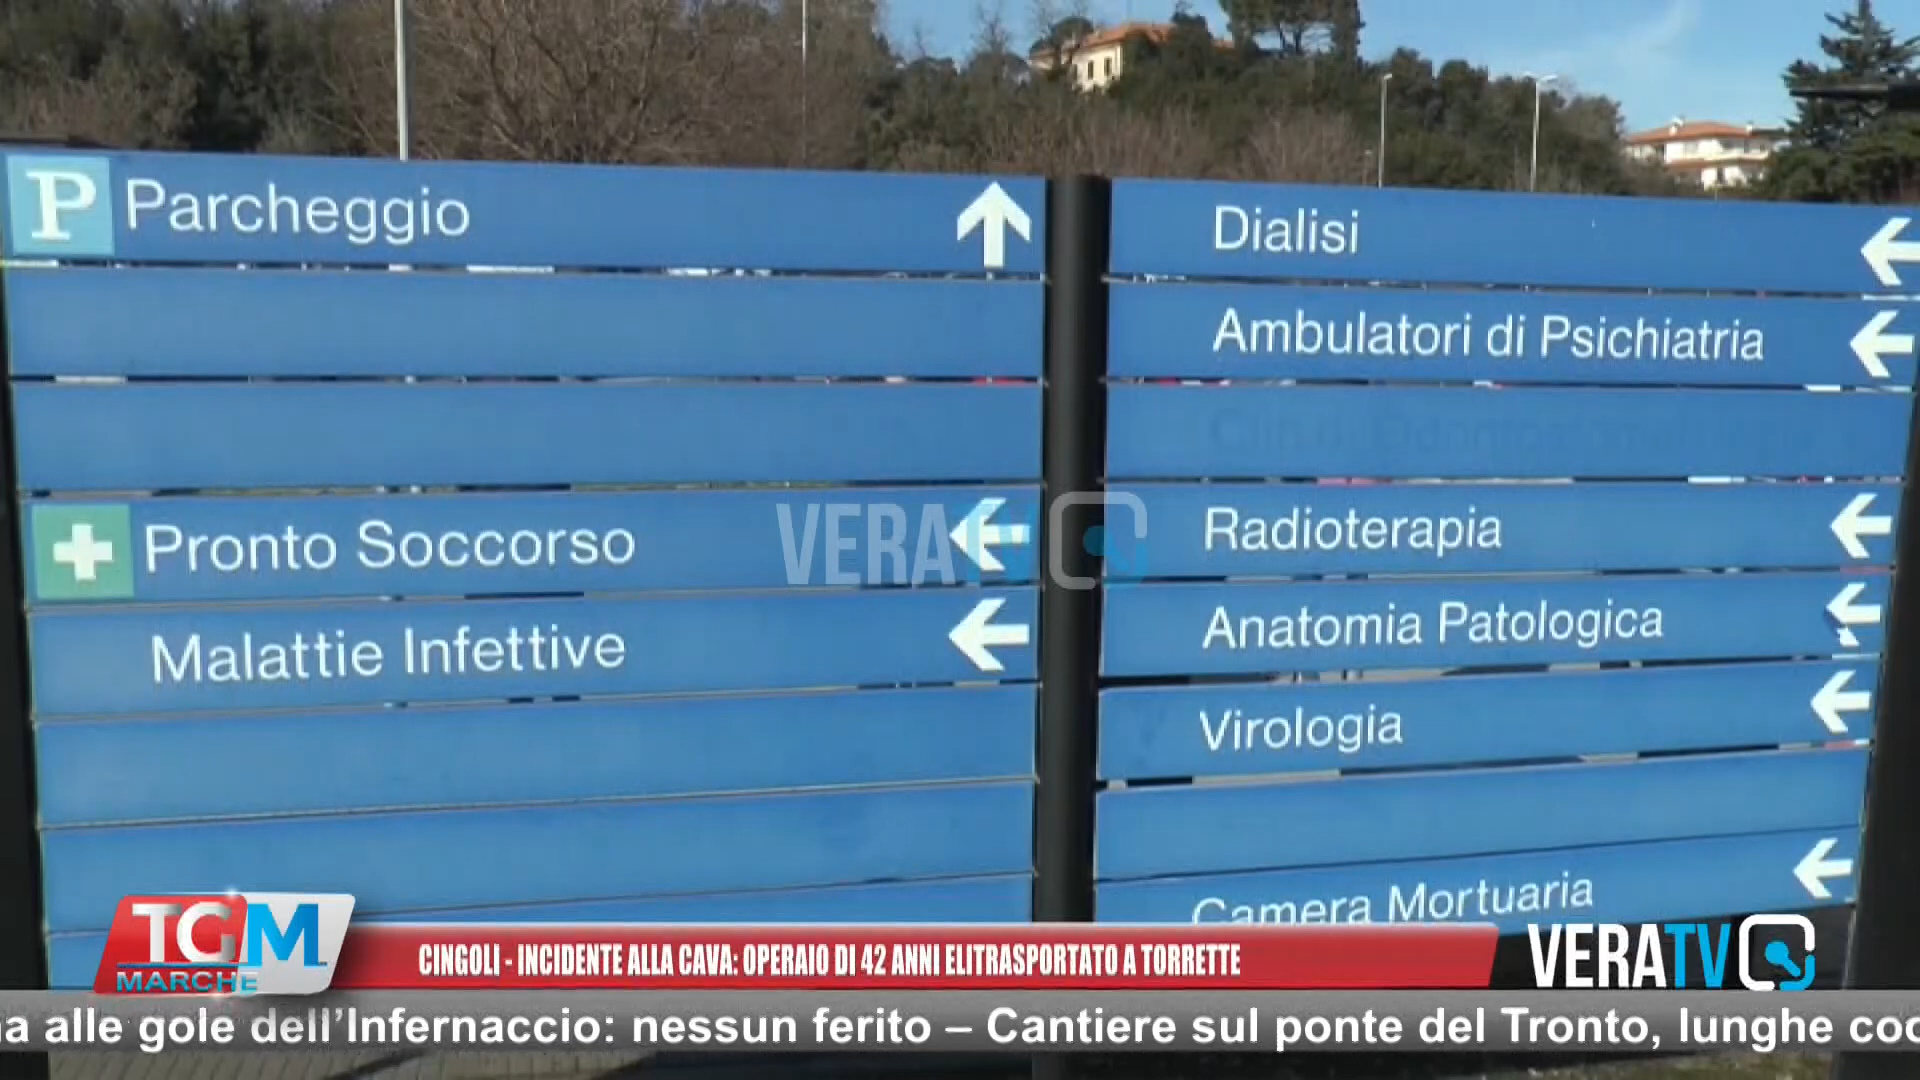 P Parcheggio
Pronto Soccorso
Malattie Infettive
Dialisi
Ambulatori di Psichiatria
Radioterapia
Anatomia Patologica
Virologia
Camera Mortuaria
VERATV
TGM
MARCHE
CINGOLI - INCIDENTE ALLA CAVA: OPERAIO DI 42 ANNI ELITRASPORTATO A TORRETTE
VERATV
alle gole dell’Infernaccio: nessun ferito – Cantiere sul ponte del Tronto, lunghe